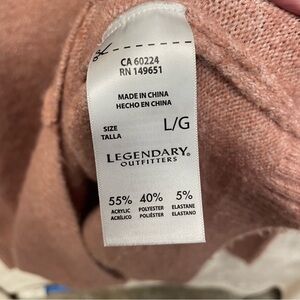 CA 60224
RN 149651
MADE IN CHINA
HECHO EN CHINA
SIZE
TALLA
L/G
LEGENDARY®
OUTFITTERS
55% 40% 5%
ACRYLIC POLYESTER ELASTANE
ACRÍLICO POLIÉSTER ELASTANO